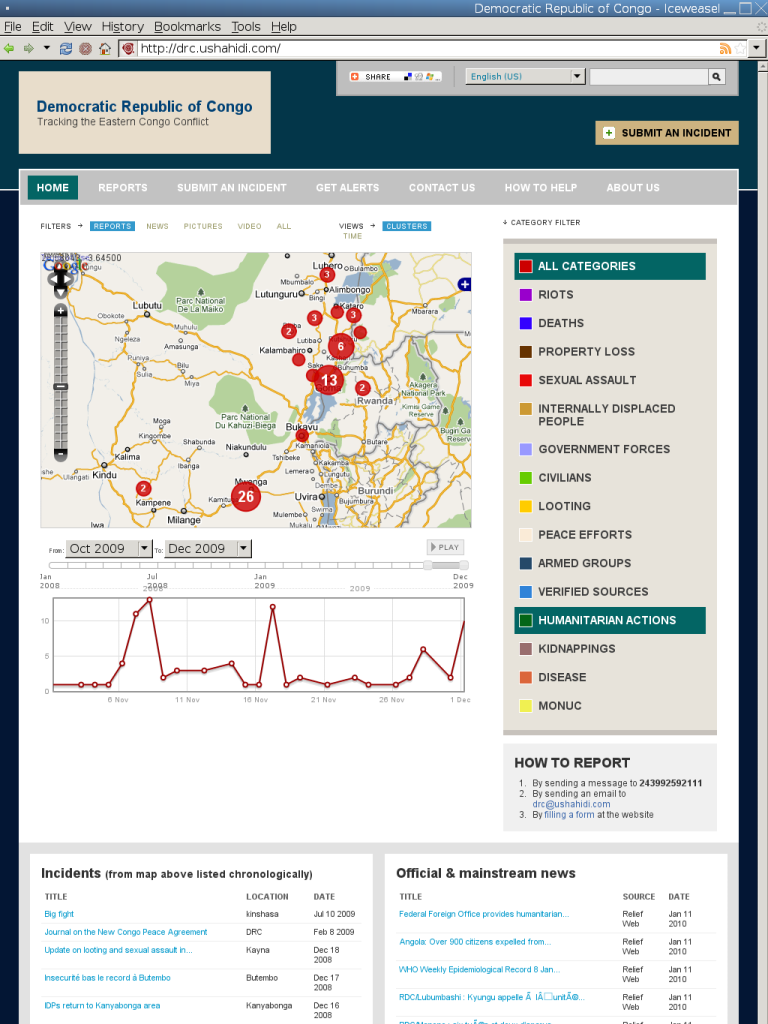 Democratic Republic of Congo - Iceweasel
File Edit View History Bookmarks Tools Help
http://drc.ushahidi.com/
Democratic Republic of Congo
Tracking the Eastern Congo Conflict
SHARE
English (US)
SUBMIT AN INCIDENT
HOME REPORTS SUBMIT AN INCIDENT GET ALERTS CONTACT US HOW TO HELP ABOUT US
FILTERS → REPORTS NEWS PICTURES VIDEO ALL
VIEWS → CLUSTERS
TIME
↓ CATEGORY FILTER
ALL CATEGORIES
RIOTS
DEATHS
PROPERTY LOSS
SEXUAL ASSAULT
INTERNALLY DISPLACED
PEOPLE
GOVERNMENT FORCES
CIVILIANS
LOOTING
PEACE EFFORTS
ARMED GROUPS
VERIFIED SOURCES
HUMANITARIAN ACTIONS
KIDNAPPINGS
DISEASE
MONUC
Lubero
Bulambo
3
Mbumbalo
Alimbongo
Lutunguru
Bingi
Parc National
De La Maiko
Obokote
Lubutu
Kataro
3
3
Mbarara
Muhulu
2
Ngeleza
Amasunga
Lutiba
6
Kalambahiro
Puniya
Bilu
Sulia
Miya
Sake
Buhumba
13
2
Akagera
National Park
Rwanda
Kimisi Game
Reserve
Parc National
Du Kahuzi-Biega
Moga
Bukavu
Kingombe
Shabunda
Niakundu
Kamaniola
Butare
Kalima
Ibanga
Tshibeke
Kakamba
Kindu
Lemera
Lungutu
Ulangati
Mwenga
Dembe
2
26
Burundi
Kampene
Uvira
Bujumbura
Milange
Mulembe
Swima
Makamba
Iwa
From: Oct 2009 To: Dec 2009
PLAY
Jan
2008
Jul
2008
Jan
2009
Dec
2009
2008 2009
10
5
0
6 Nov 11 Nov 16 Nov 21 Nov 26 Nov 1 Dec
HOW TO REPORT
1. By sending a message to 243992592111
2. By sending an email to
drc@ushahidi.com
3. By filling a form at the website
Incidents (from map above listed chronologically)
TITLE LOCATION DATE
Big fight kinshasa Jul 10 2009
Journal on the New Congo Peace Agreement DRC Feb 8 2009
Update on looting and sexual assault in... Kayna Dec 18
2008
Insecurité bas le record à Butembo Butembo Dec 17
2008
IDPs return to Kanyabonga area Kanyabonga Dec 16
2008
Official & mainstream news
TITLE SOURCE DATE
Federal Foreign Office provides humanitarian... Relief
Web Jan 11
2010
Angola: Over 900 citizens expelled from... Relief
Web Jan 11
2010
WHO Weekly Epidemiological Record 8 Jan... Relief
Web Jan 11
2010
RDC/Lubumbashi: Kyungu appelle Relief
Web Jan 11
2010